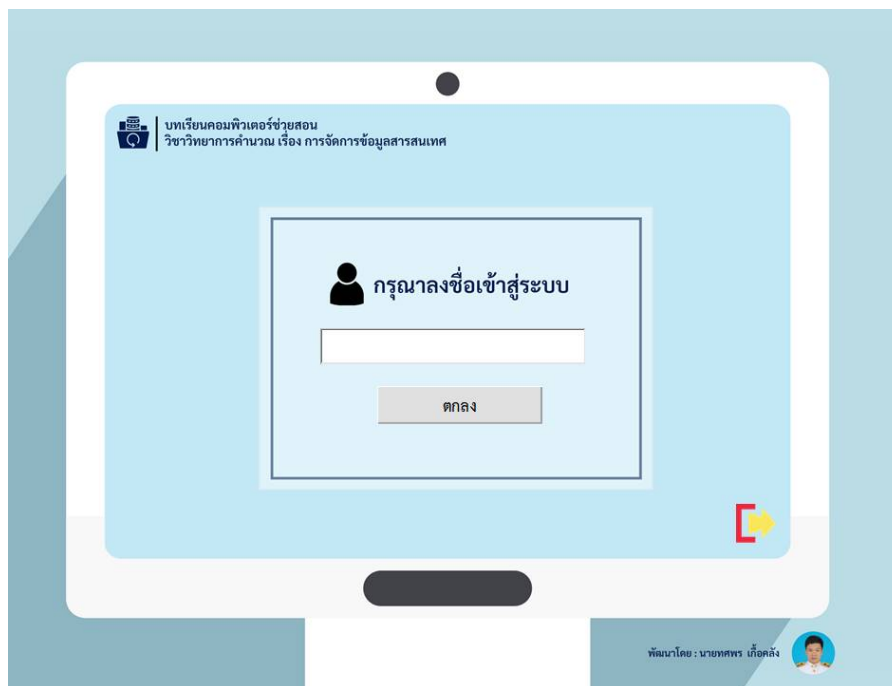 บทเรียนคอมพิวเตอร์ช่วยสอน
วิชาวิทยาการคำนวณ เรื่อง การจัดการข้อมูลสารสนเทศ
กรุณาลงชื่อเข้าสู่ระบบ
ตกลง
พัฒนาโดย : นายทศพร เกื้อคลัง